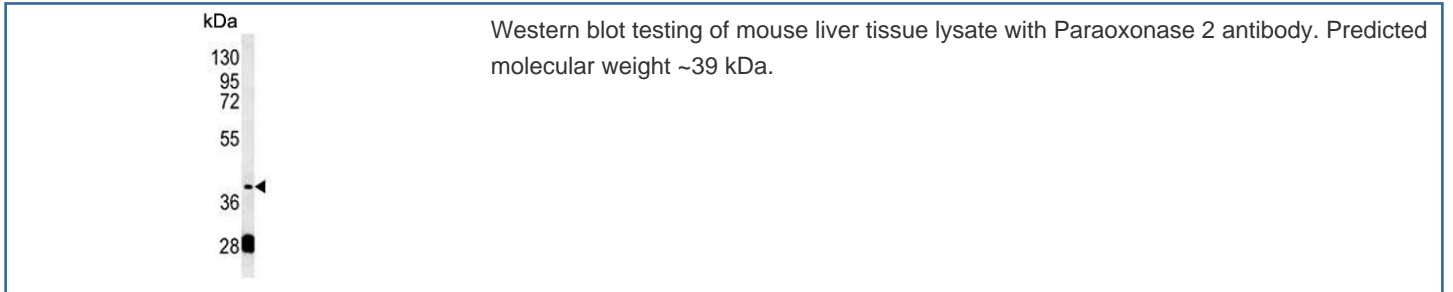 kDa
130
95
72
55
36
28
Western blot testing of mouse liver tissue lysate with Paraoxonase 2 antibody. Predicted
molecular weight ~39 kDa.